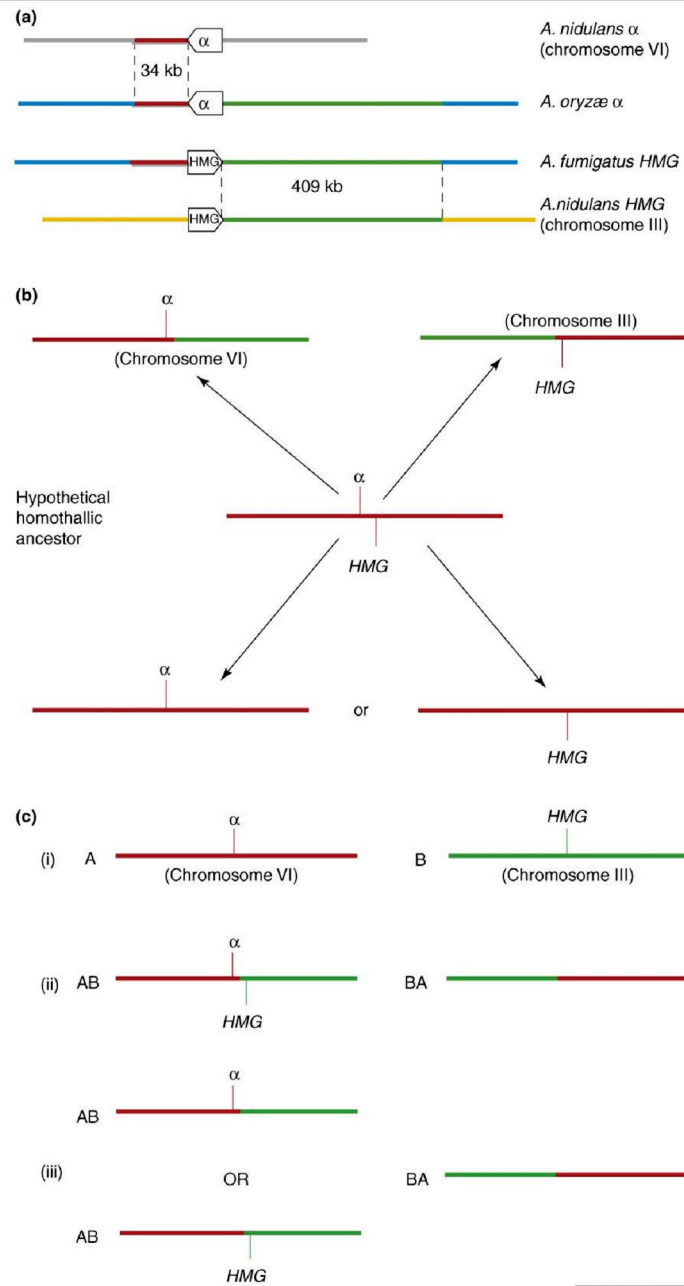 (a)
α
A. nidulans α
(chromosome VI)
34 kb
α
A. oryzæ α
HMG
A. fumigatus HMG
409 kb
HMG
A.nidulans HMG
(chromosome III)
(b)
α
(Chromosome VI)
(Chromosome III)
HMG
Hypothetical
homothallic
ancestor
α
HMG
α
or
HMG
(c)
(i) A
α
(Chromosome VI)
B
HMG
(Chromosome III)
(ii) AB
α
HMG
BA
AB
α
(iii)
OR
BA
AB
HMG